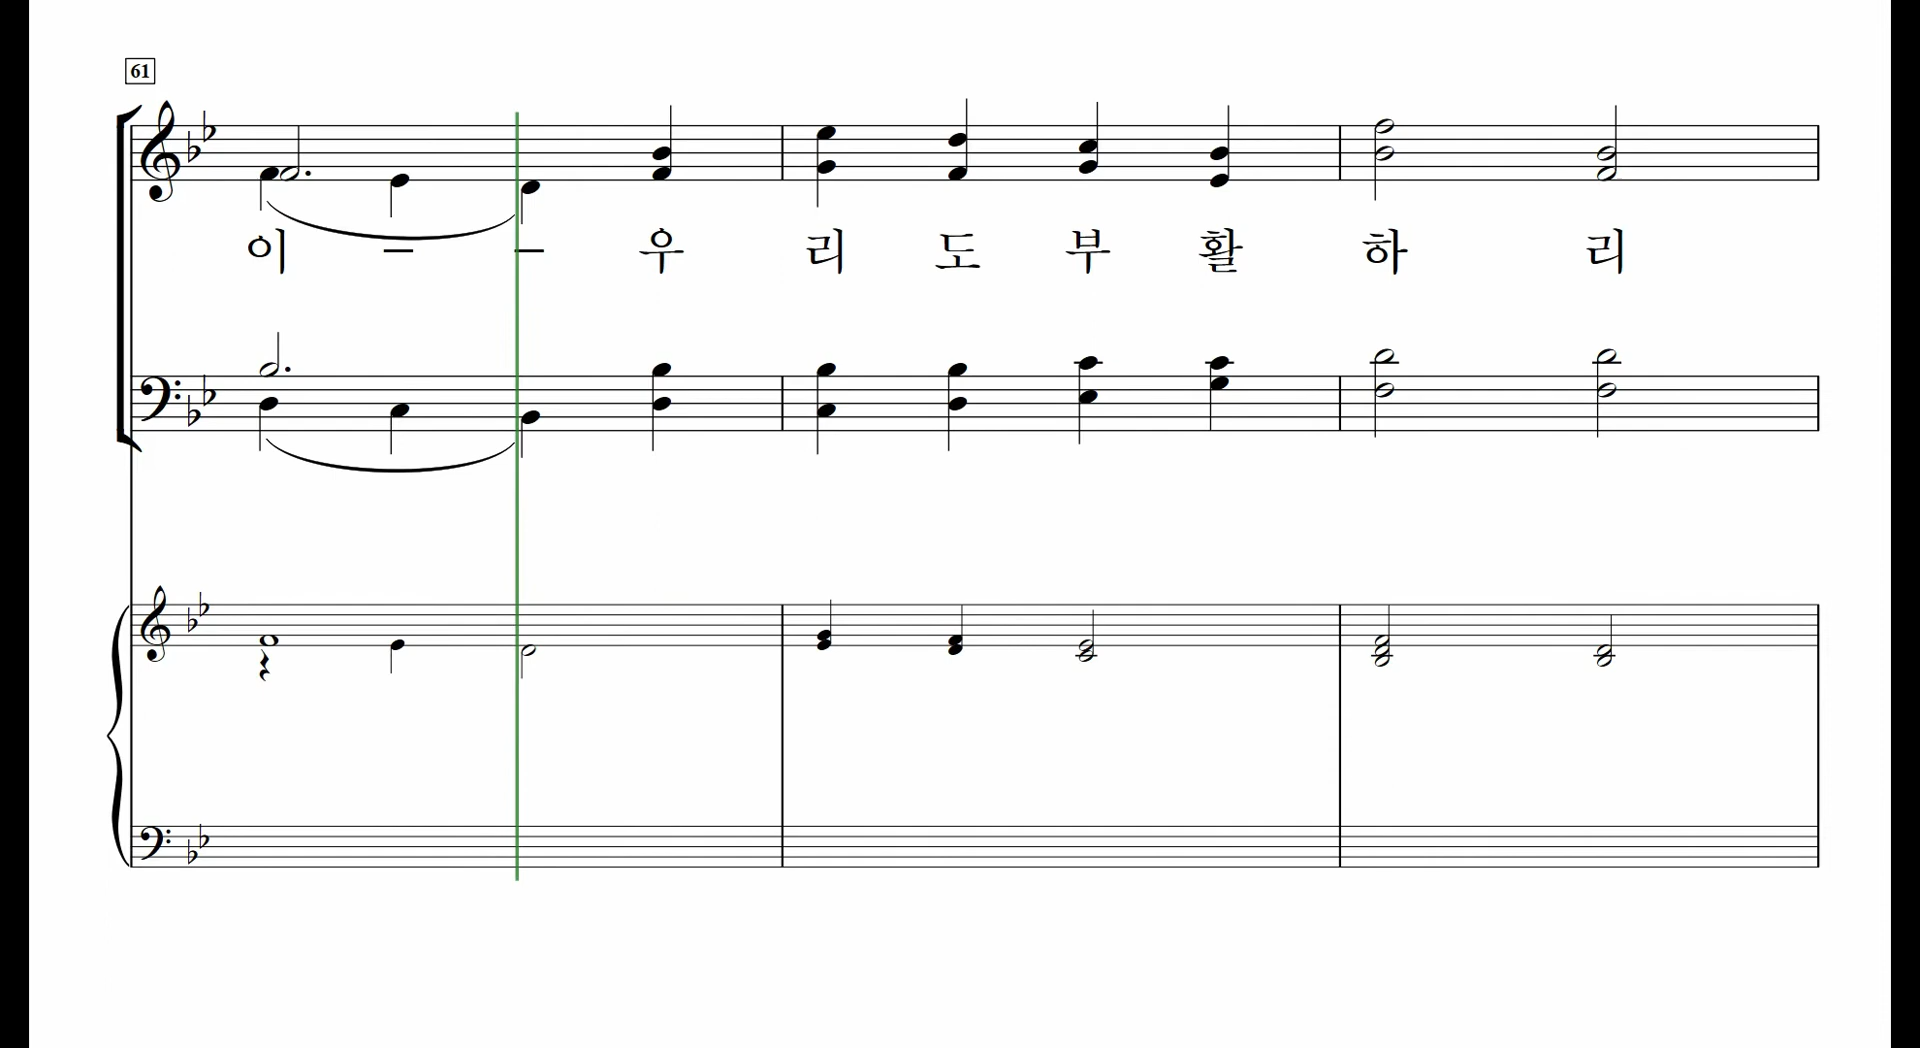 61
이 – – 우 리 도 부 활 하 리